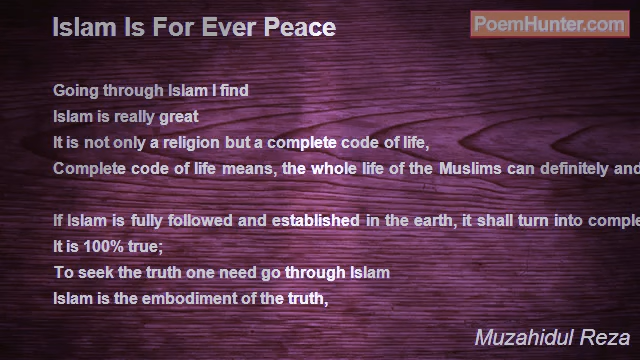 Islam Is For Ever Peace
PoemHunter.com
Going through Islam I find
Islam is really great
It is not only a religion but a complete code of life,
Complete code of life means, the whole life of the Muslims can definitely and
If Islam is fully followed and established in the earth, it shall turn into comple
It is 100% true;
To seek the truth one need go through Islam
Islam is the embodiment of the truth,
Muzahidul Reza